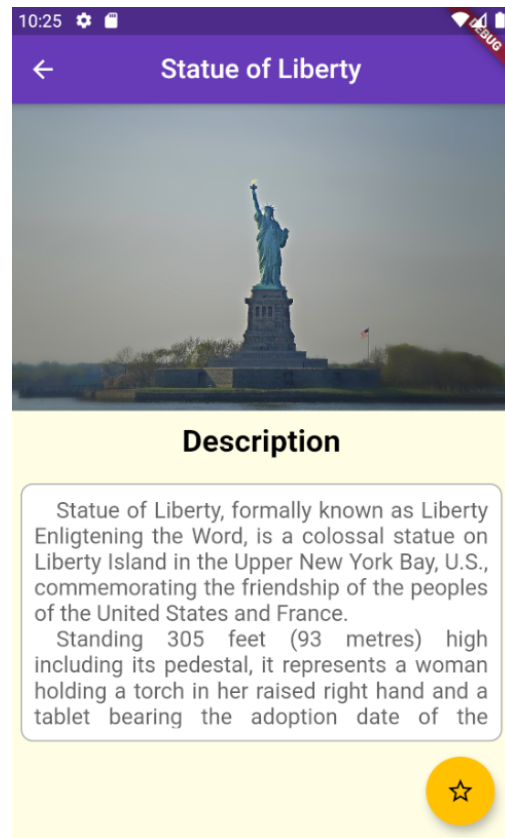 10:25
DEBUG
Statue of Liberty
Description
Statue of Liberty, formally known as Liberty
Enligtening the Word, is a colossal statue on
Liberty Island in the Upper New York Bay, U.S.,
commemorating the friendship of the peoples
of the United States and France.
Standing 305 feet (93 metres) high
including its pedestal, it represents a woman
holding a torch in her raised right hand and a
tablet bearing the adoption date of the